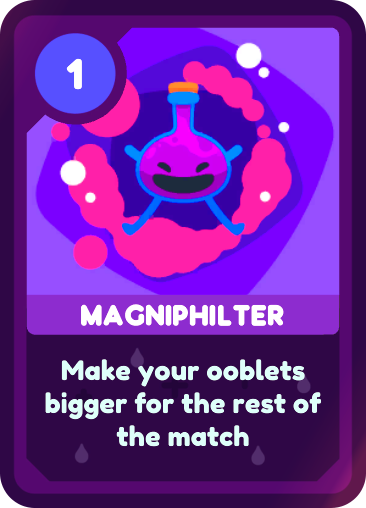 1
MAGNIPHILTER
Make your ooblets
bigger for the rest of
the match